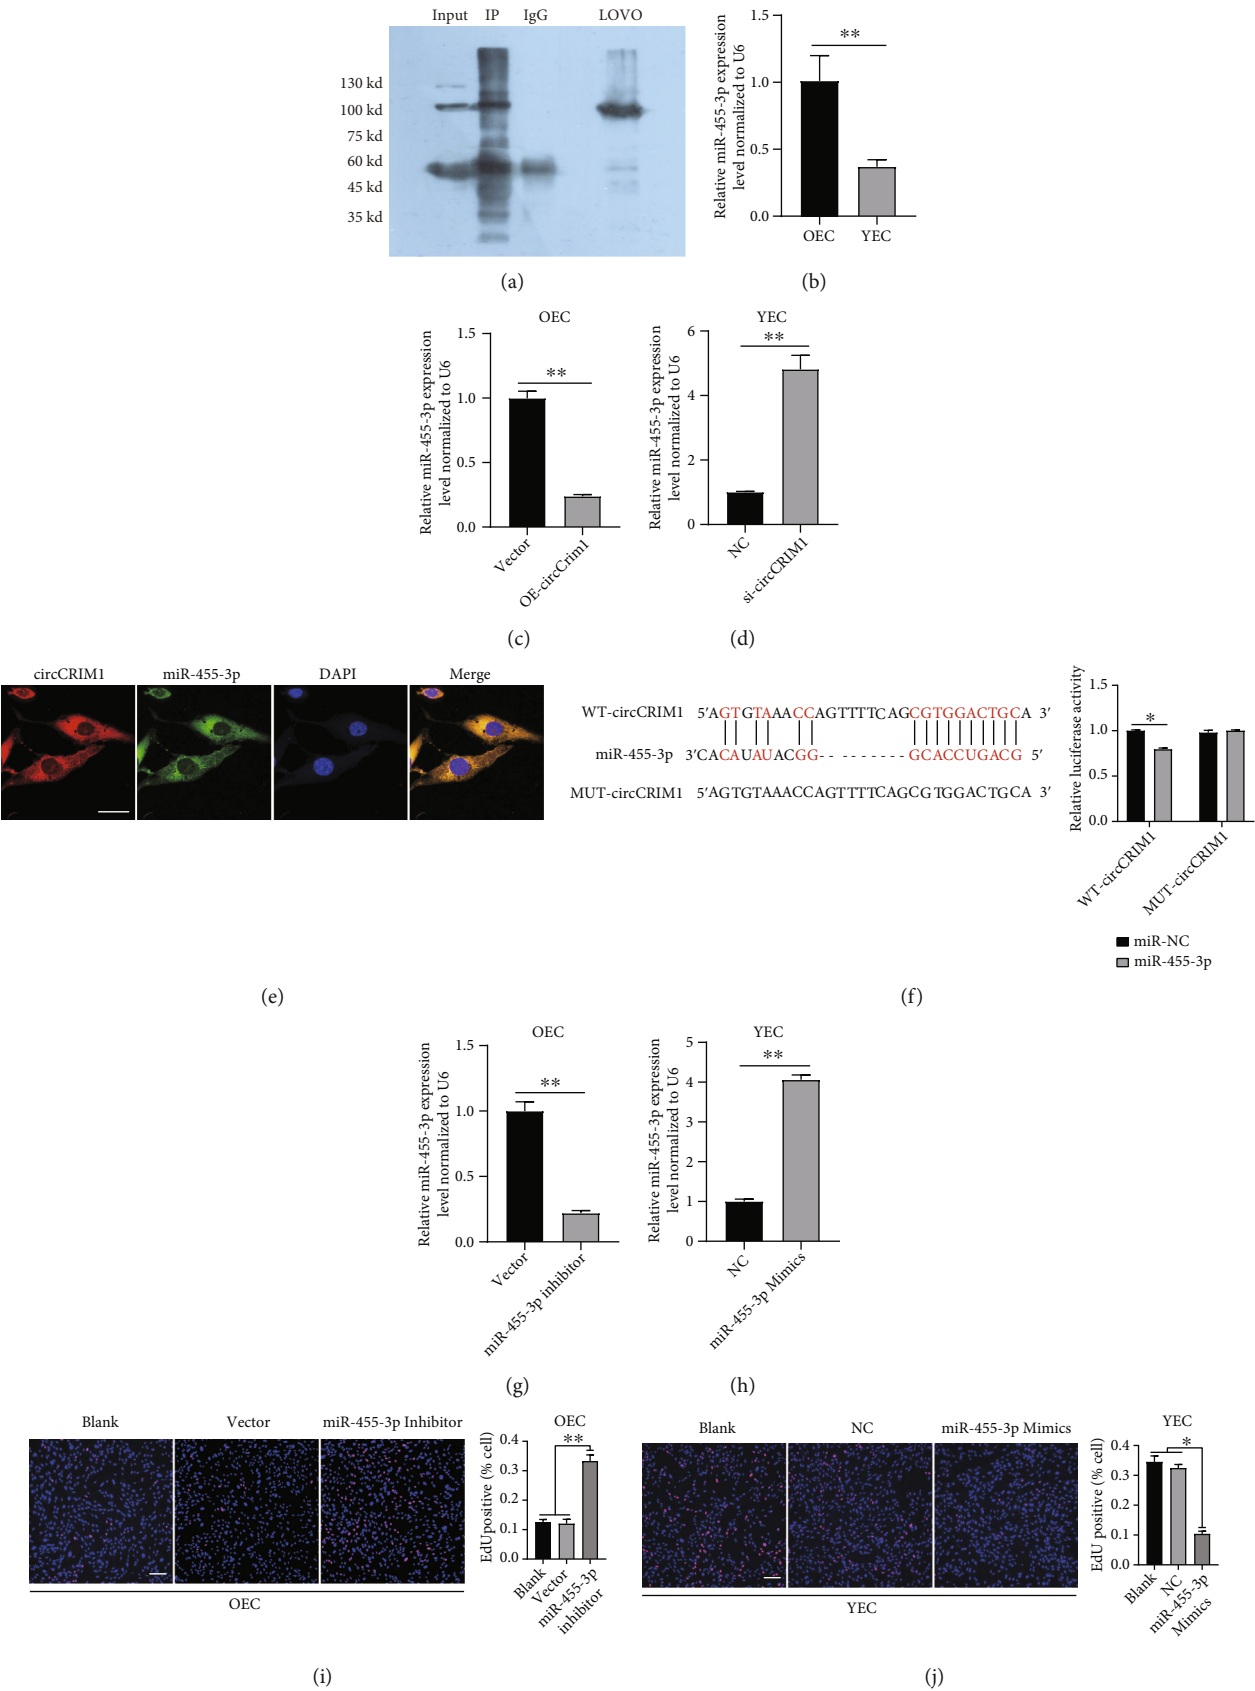 Input IP IgG LOVO
130 kd
100 kd
75 kd
60 kd
45 kd
35 kd
(a)
Relative miR-455-3p expression
level normalized to U6
1.5
1.0
0.5
0.0
**
OEC YEC
(b)
OEC
Relative miR-455-3p expression
level normalized to U6
1.5
1.0
0.5
0.0
**
Vector
OE-circCrim1
(c)
YEC
Relative miR-455-3p expression
level normalized to U6
6
4
2
0
**
NC
si-circCRIM1
(d)
circCRIM1 miR-455-3p DAPI Merge
(e)
WT-circCRIM1 5′AGTGTAAACCAGTTTTCAGCGTGGACTGCA 3′
miR-455-3p 3′CACAUAUACGG- - - - - - - - -GCACCUGACG 5′
MUT-circCRIM1 5′AGTGTAAACCAGTTTTCAGCGTGGACTGCA 3′
Relative luciferase activity
1.5
1.0
0.5
0.0
*
WT-circCRIM1
MUT-circCRIM1
miR-NC
miR-455-3p
(f)
OEC
Relative miR-455-3p expression
level normalized to U6
1.5
1.0
0.5
0.0
**
Vector
miR-455-3p inhibitor
(g)
YEC
Relative miR-455-3p expression
level normalized to U6
5
4
3
2
1
0
**
NC
miR-455-3p Mimics
(h)
Blank Vector miR-455-3p Inhibitor
OEC
OEC
EdU positive (% cell)
0.4
0.3
0.2
0.1
0.0
**
Blank
Vector
miR-455-3p
inhibitor
(i)
Blank NC miR-455-3p Mimics
YEC
YEC
EdU positive (% cell)
0.4
0.3
0.2
0.1
0.0
*
Blank
NC
miR-455-3p
Mimics
(j)